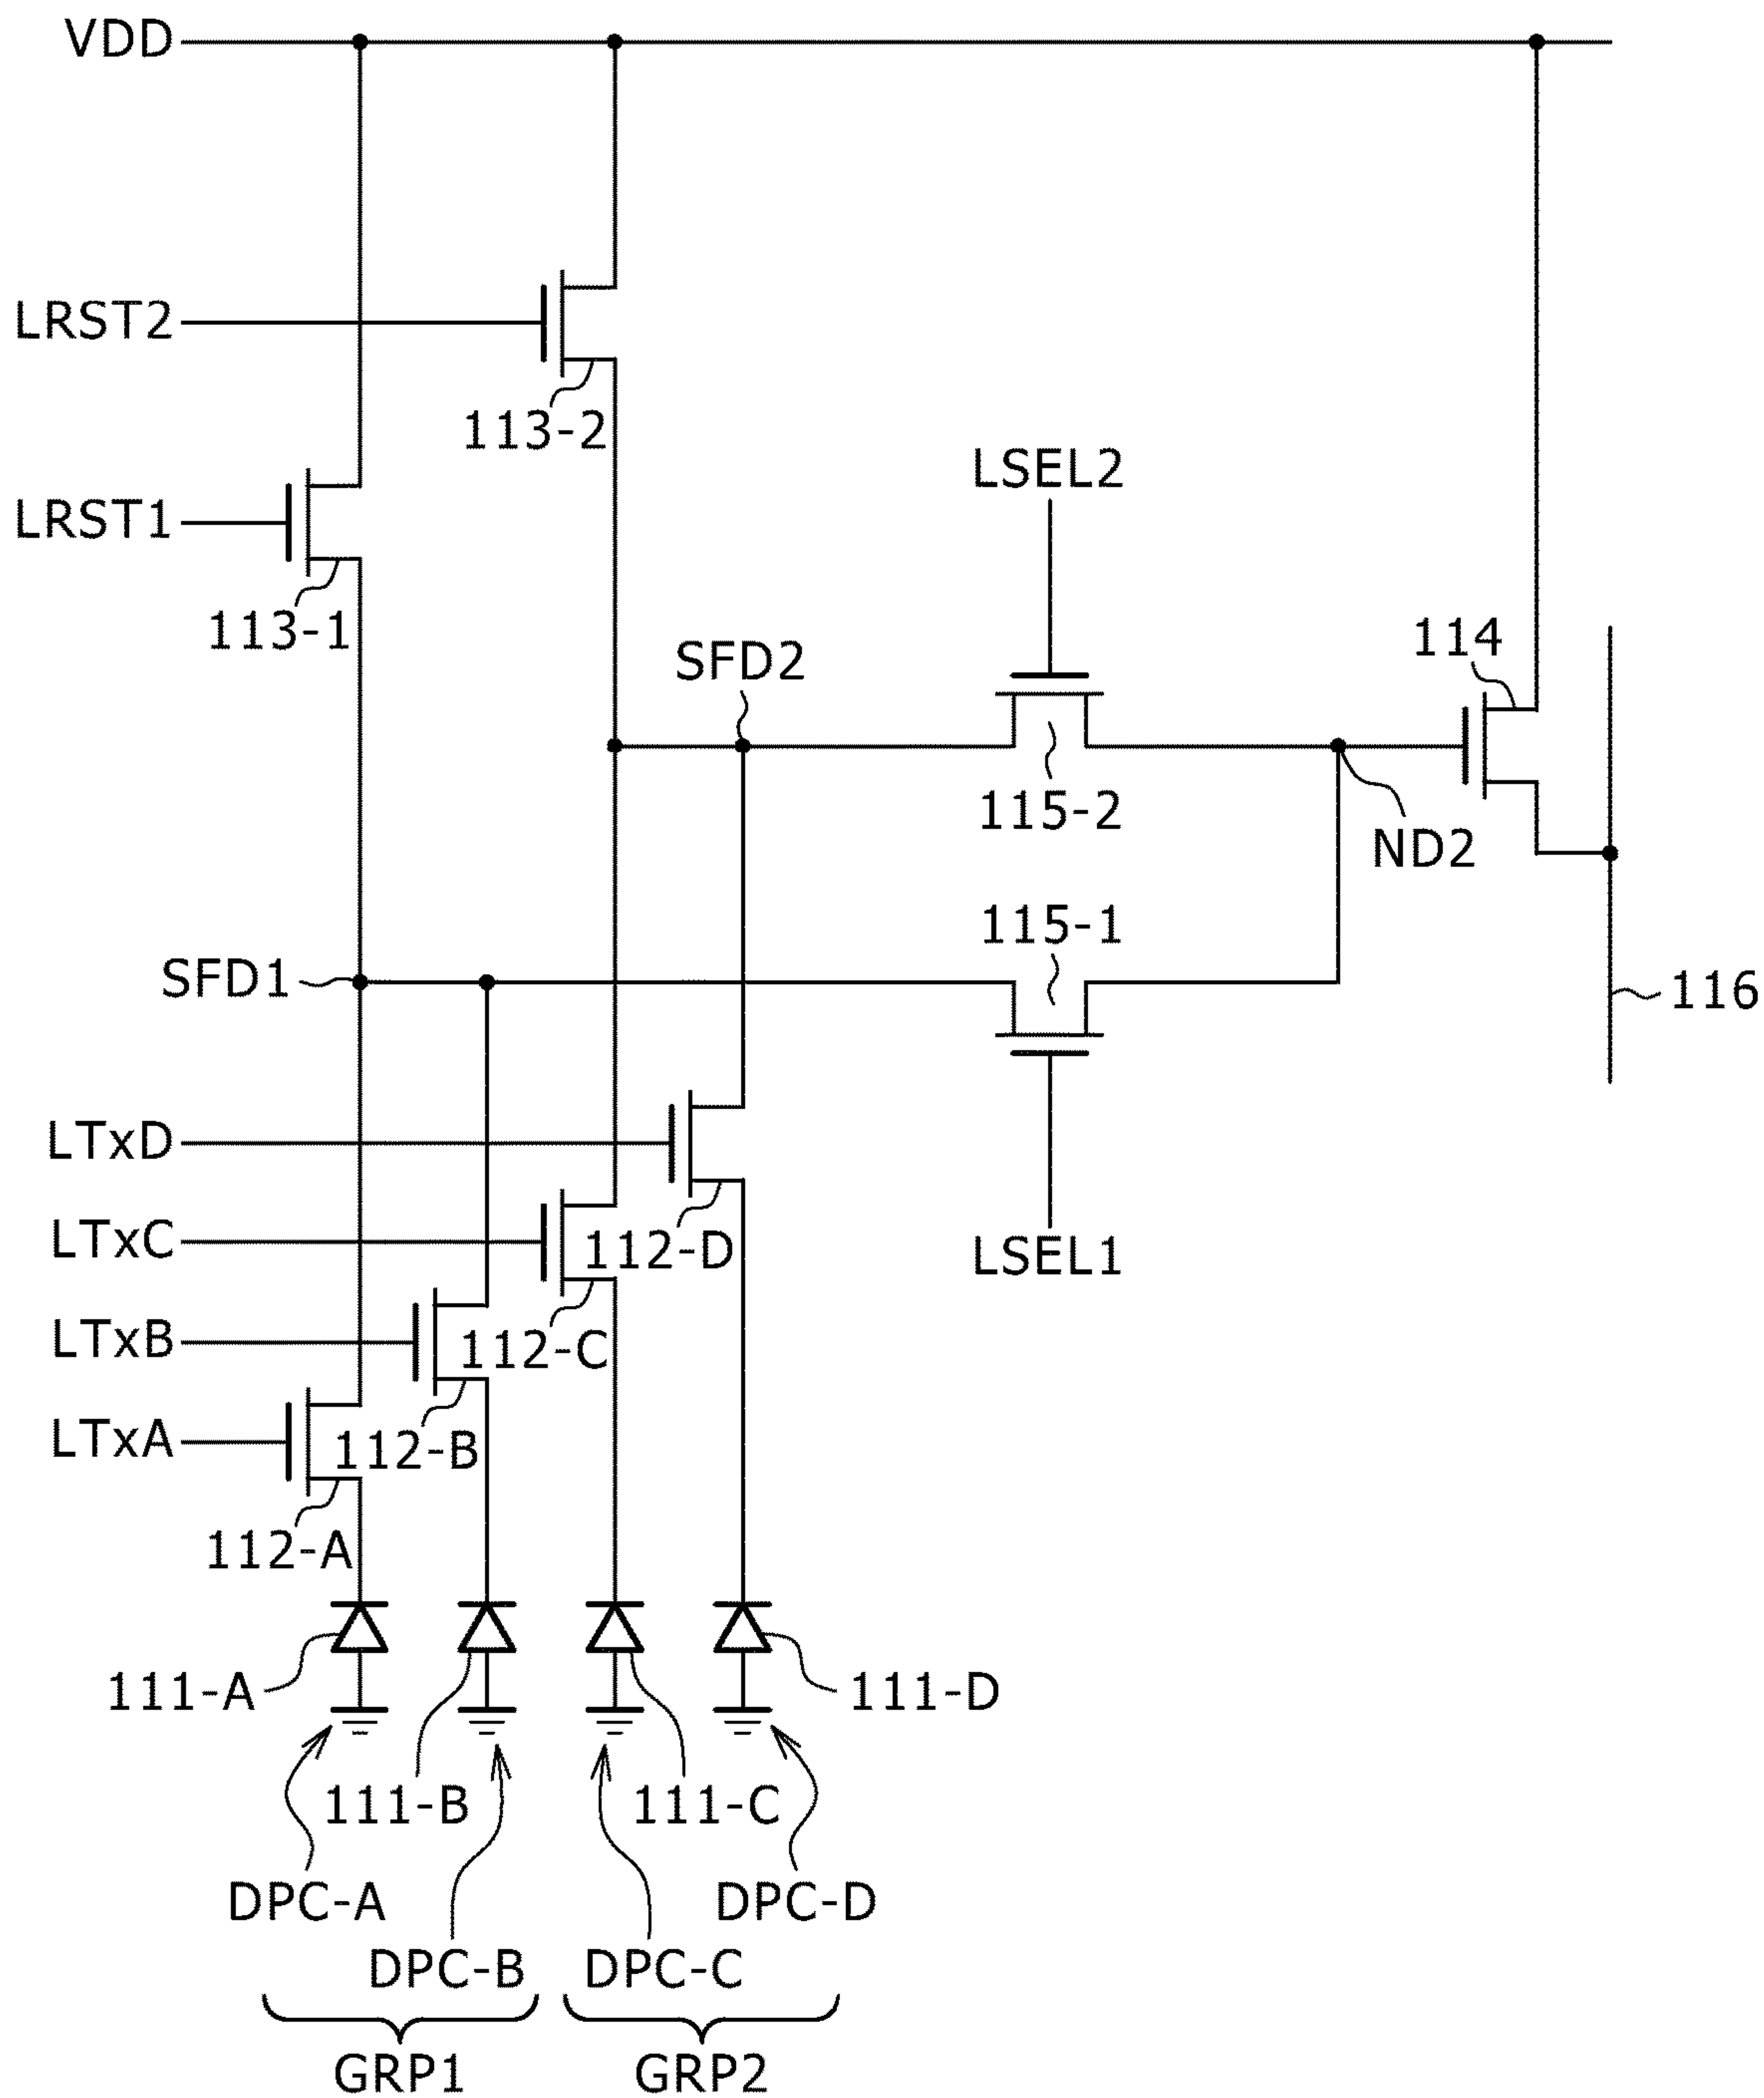 VDD
LRST2
113-2
LSEL2
LRST1
113-1
114
SFD2
115-2
ND2
115-1
SFD1
116
LTxD
LTxC
112-D
LSEL1
LTxB
112-C
LTxA
112-B
112-A
111-A
111-D
111-B
111-C
DPC-A
DPC-D
DPC-B
DPC-C
GRP1
GRP2